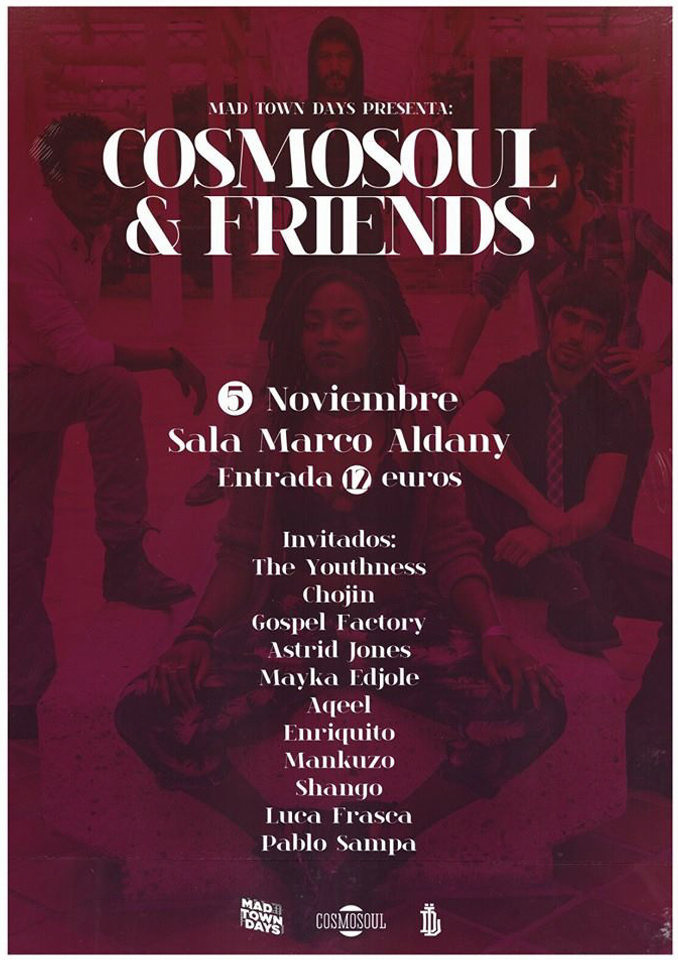 MAD TOWN DAYS PRESENTA:
COSMOSOUL
& FRIENDS
5 Noviembre
Sala Marco Aldany
Entrada 12 euros
Invitados:
The Youthness
Chojin
Gospel Factory
Astrid Jones
Mayka Edjole
Aqeel
Enriquito
Mankuzo
Shango
Luca Frasca
Pablo Sampa
MAD
TOWN
DAYS
COSMOSOUL